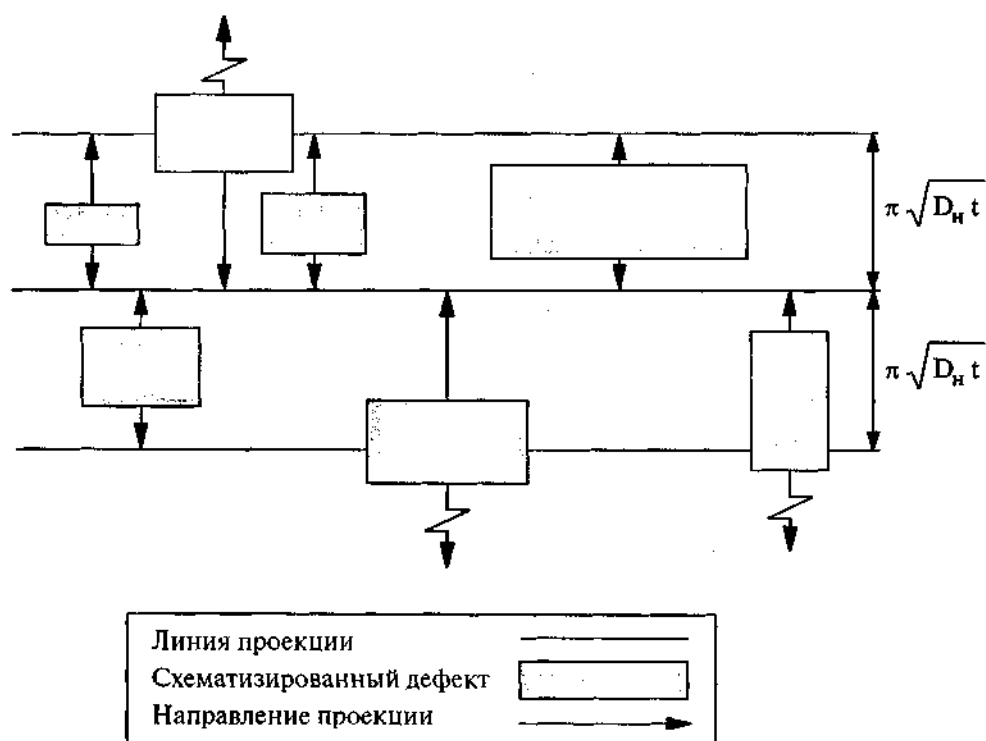 π √Dн t
π √Dн t
Линия проекции
Схематизированный дефект
Направление проекции